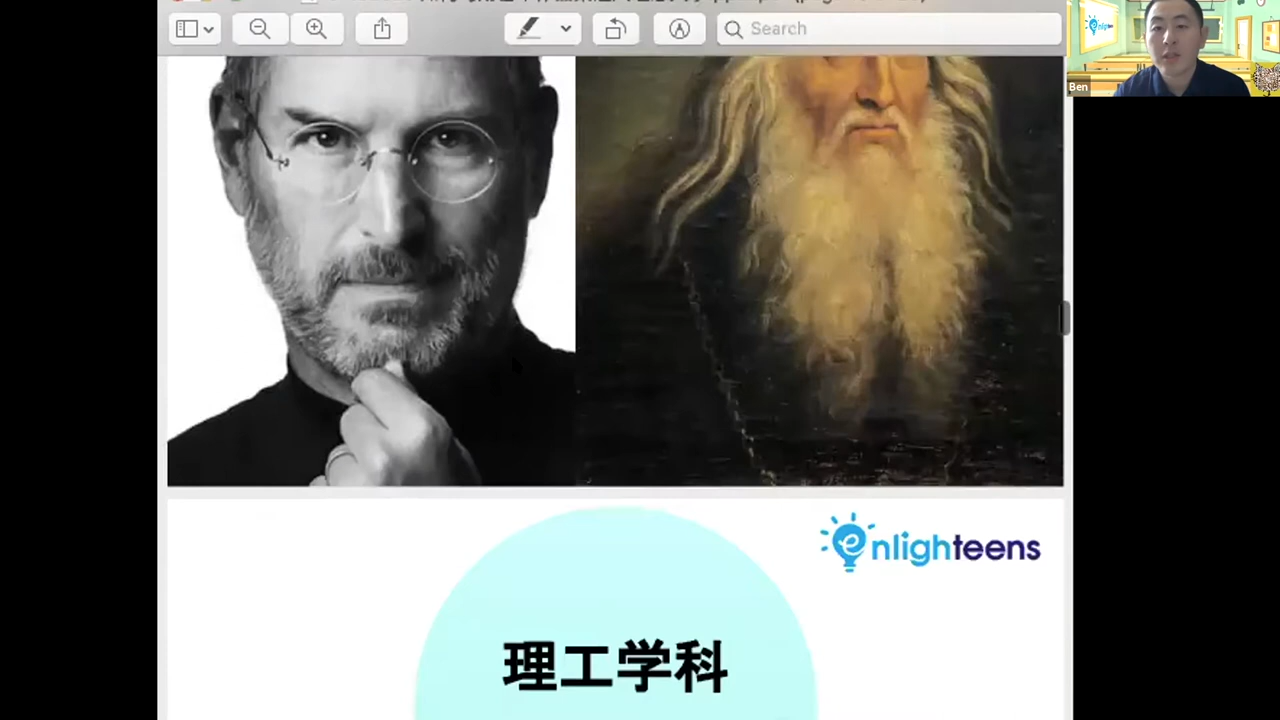 Search
Ben
enlighteens
理工学科